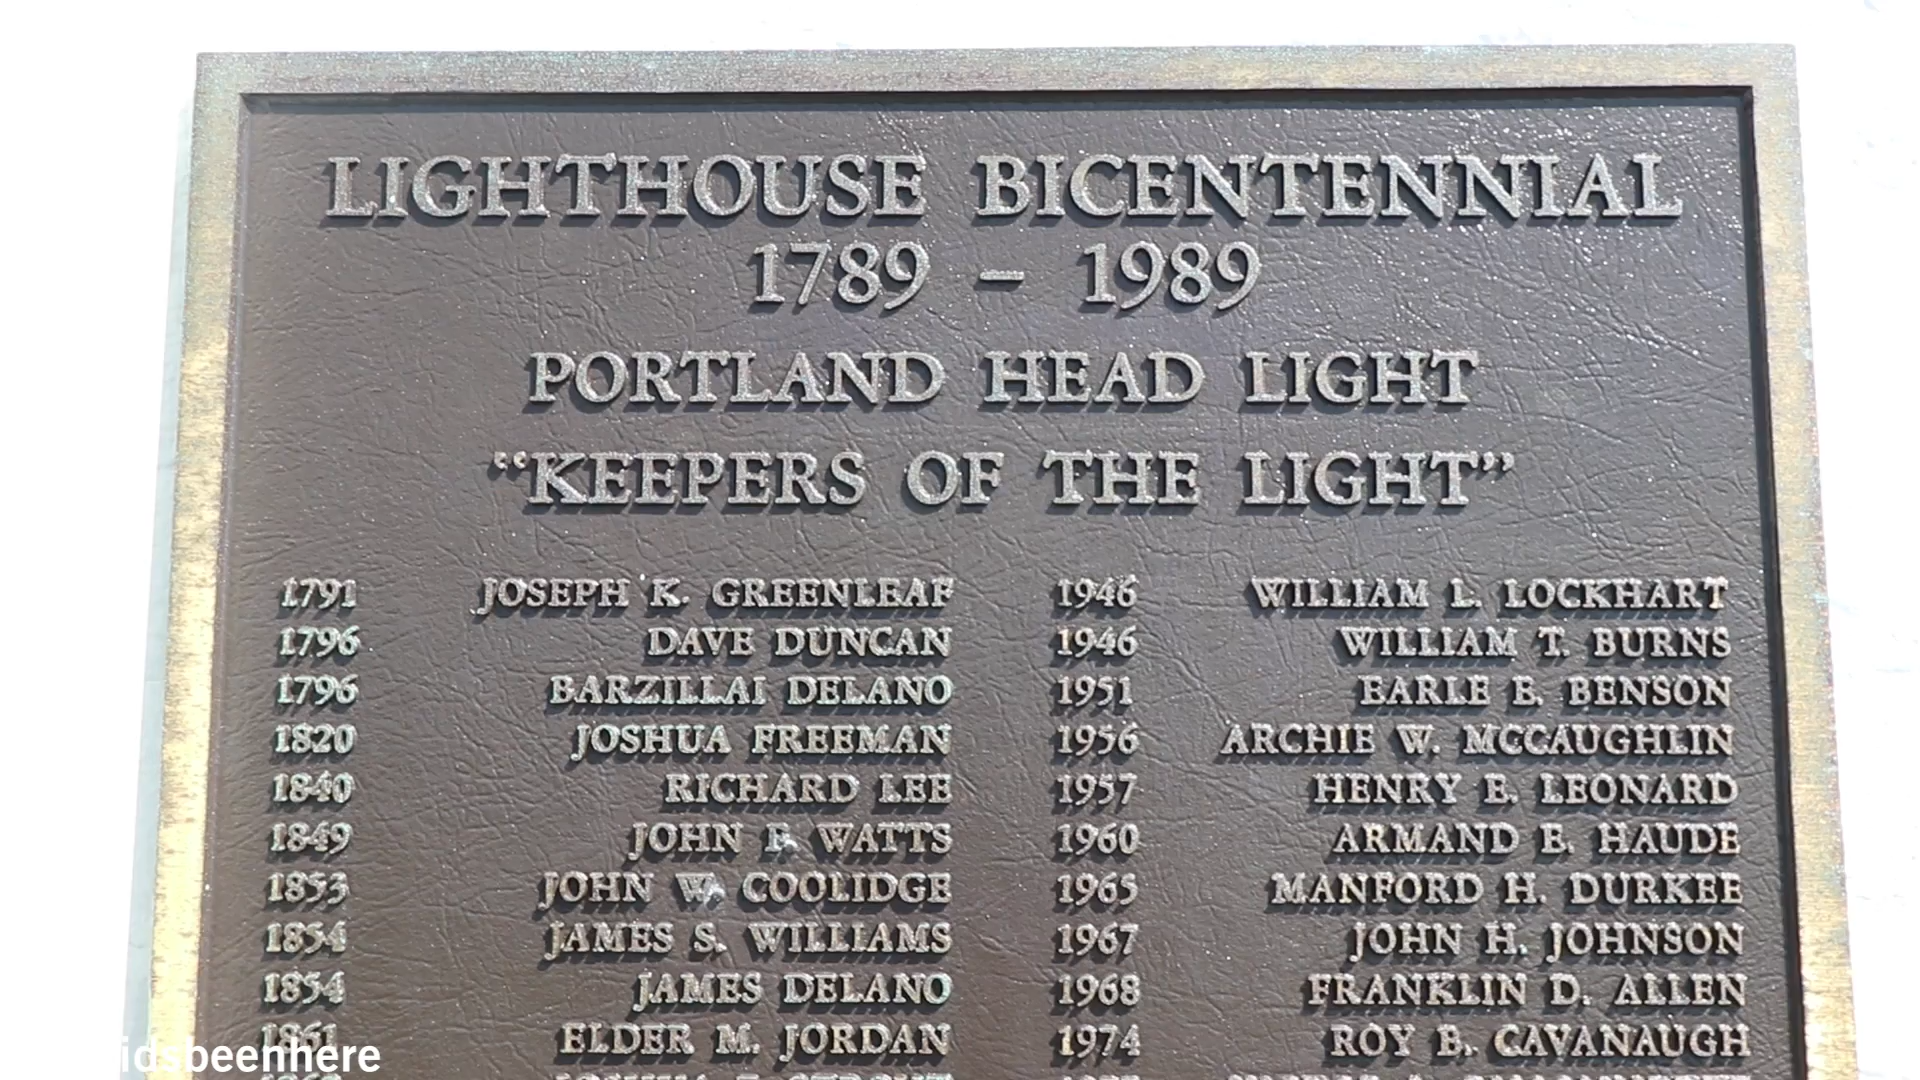 LIGHTHOUSE BICENTENNIAL
1789 – 1989
PORTLAND HEAD LIGHT
“KEEPERS OF THE LIGHT”
1791 JOSEPH K. GREENLEAF 1946 WILLIAM L. LOCKHART
1796 DAVE DUNCAN 1946 WILLIAM T. BURNS
1796 BARZILLAI DELANO 1951 EARLE E. BENSON
1820 JOSHUA FREEMAN 1956 ARCHIE W. MCCAUGHLIN
1840 RICHARD LEE 1957 HENRY E. LEONARD
1849 JOHN F. WATTS 1960 ARMAND E. HAUDE
1853 JOHN W. COOLIDGE 1965 MANFORD H. DURKEE
1854 JAMES S. WILLIAMS 1967 JOHN H. JOHNSON
1854 JAMES DELANO 1968 FRANKLIN D. ALLEN
1861 ELDER M. JORDAN 1974 ROY B. CAVANAUGH
idsbeenhere